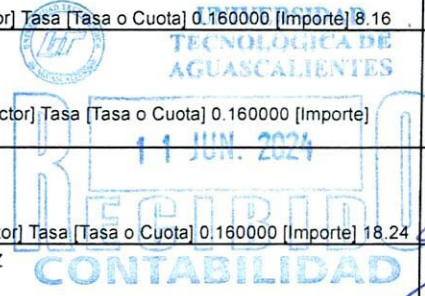 or] Tasa [Tasa o Cuota] 0.160000 [Importe] 8.16
UNIVERSIDAD
TECNOLOGICA DE
AGUASCALIENTES
ctor] Tasa [Tasa o Cuota] 0.160000 [Importe]
11 JUN. 2024
RECIBIDO
tor] Tasa [Tasa o Cuota] 0.160000 [Importe] 18.24
z
CONTABILIDAD